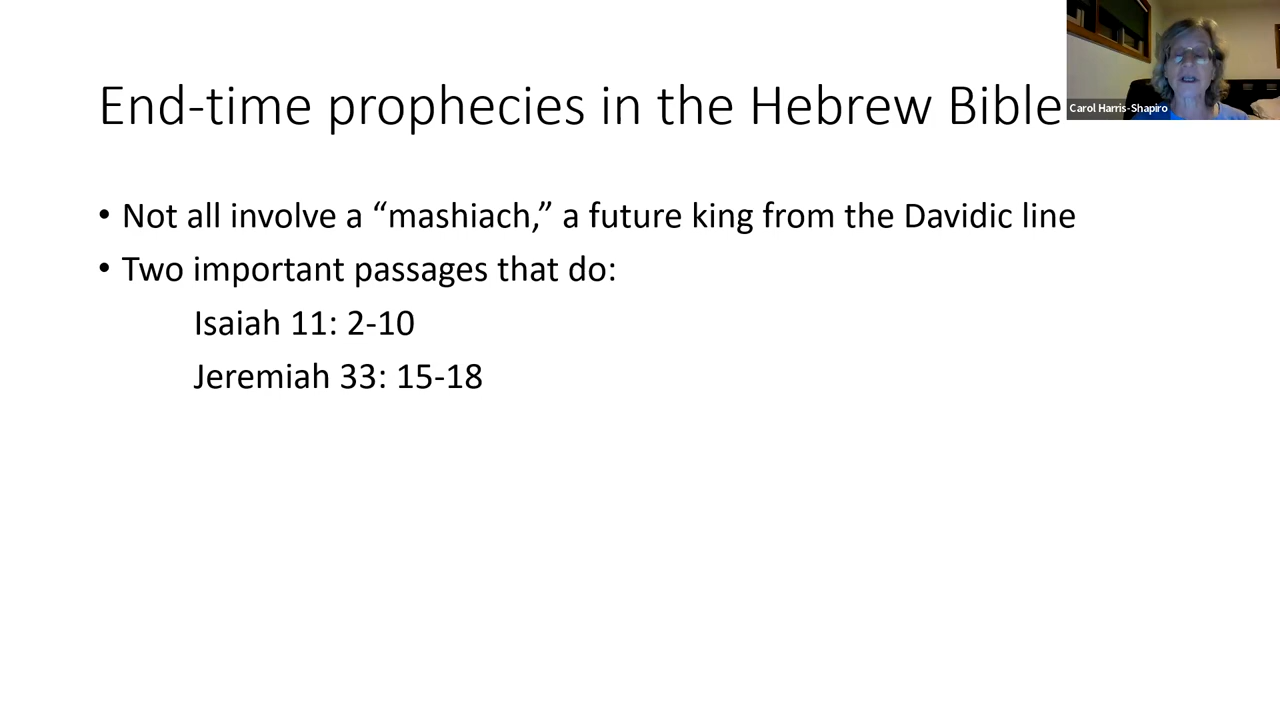 End-time prophecies in the Hebrew Bible
Carol Harris-Shapiro
• Not all involve a “mashiach,” a future king from the Davidic line
• Two important passages that do:
Isaiah 11: 2-10
Jeremiah 33: 15-18